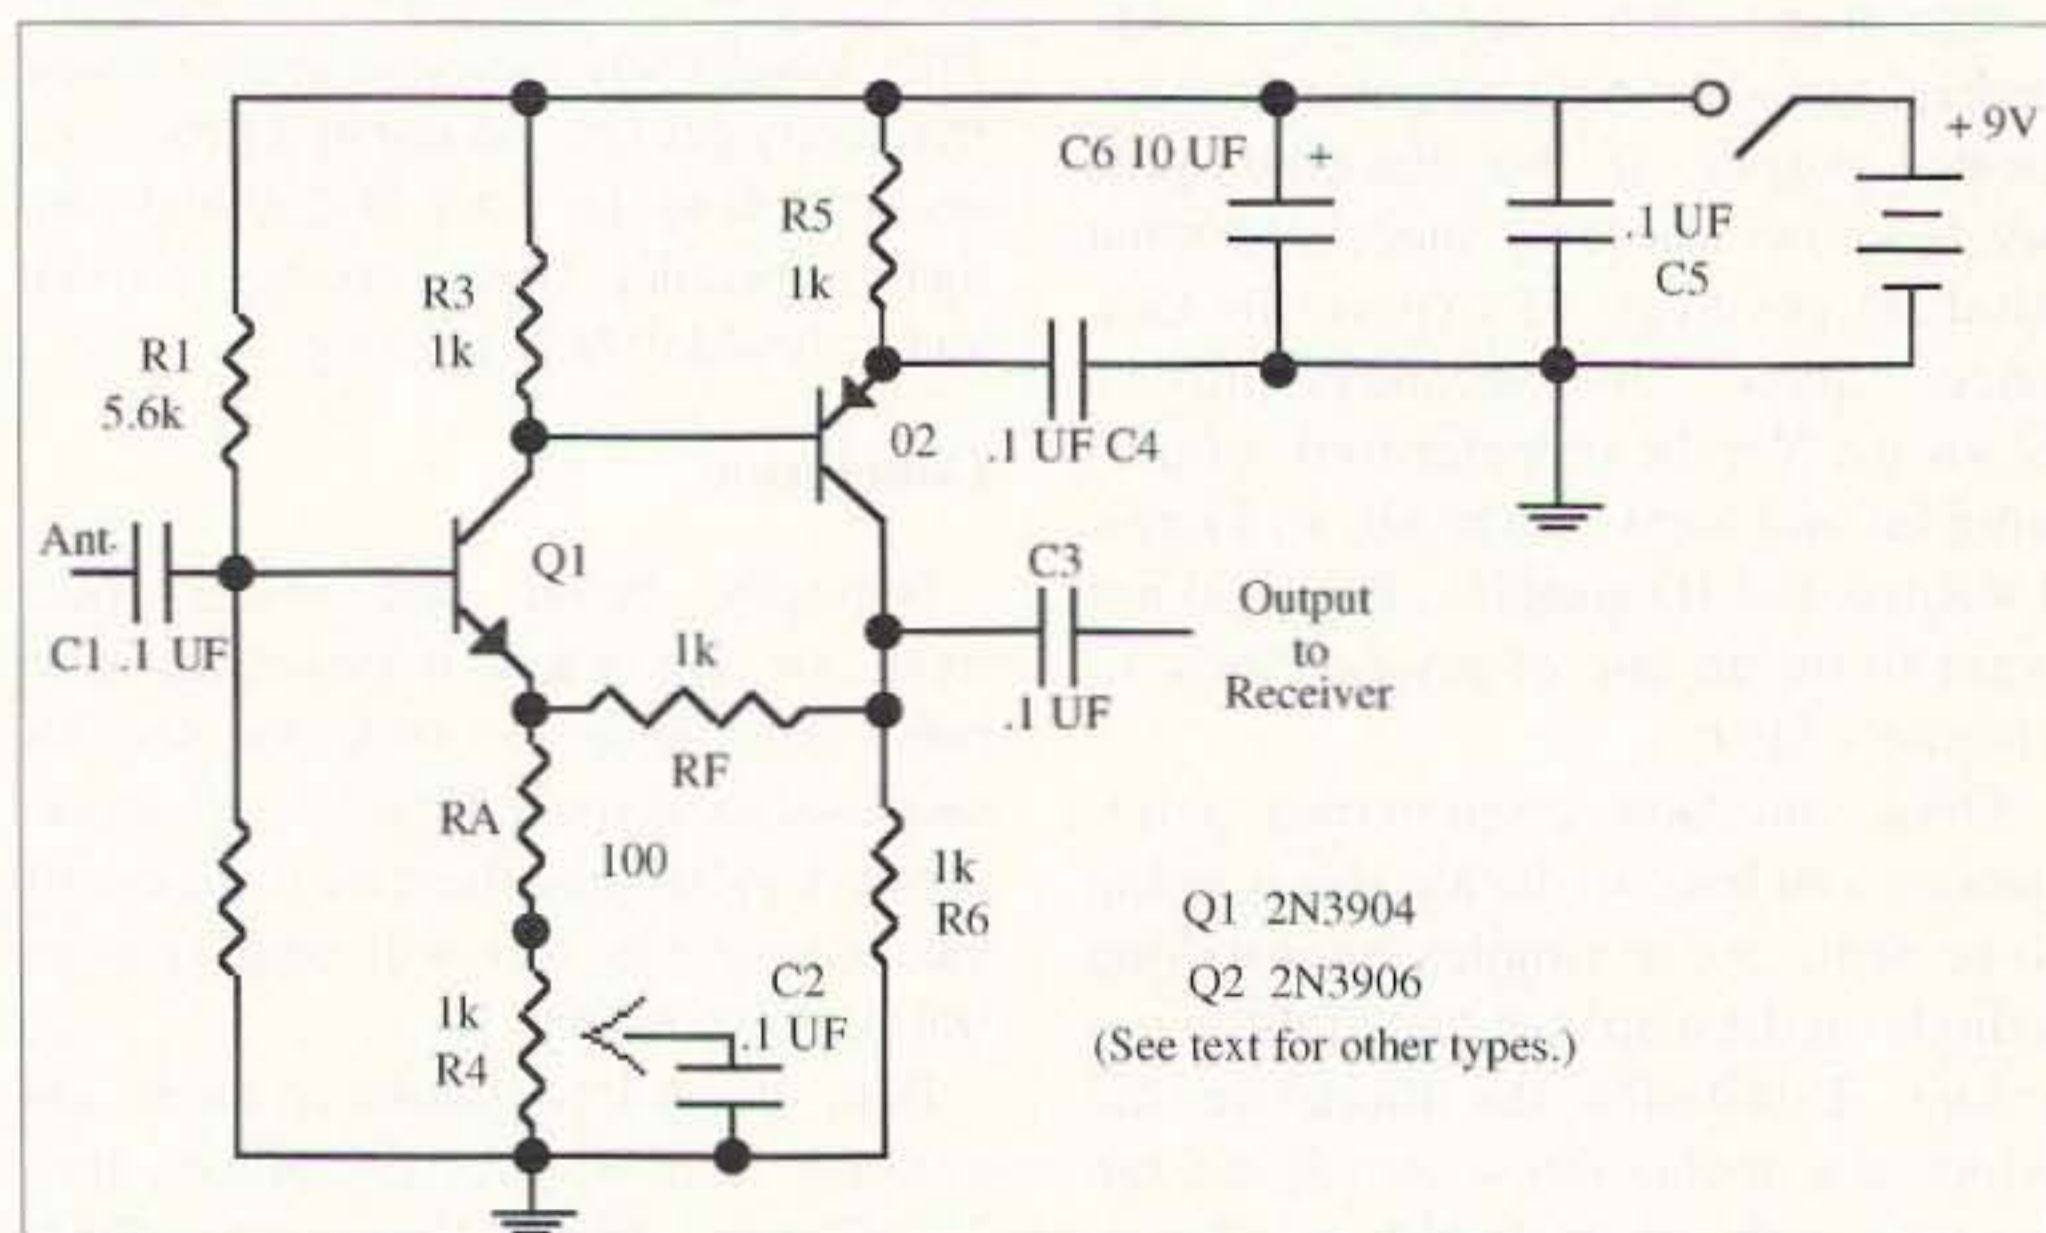 + 9V
C6 10 UF +
R5
1k
.1 UF
C5
R3
1k
R1
5.6k
02
.1 UF C4
Ant.
Q1
C3
C1 .1 UF
.1 UF
Output
to
Receiver
1k
RF
RA
100
1k
R6
Q1 2N3904
Q2 2N3906
(See text for other types.)
C2
.1 UF
1k
R4